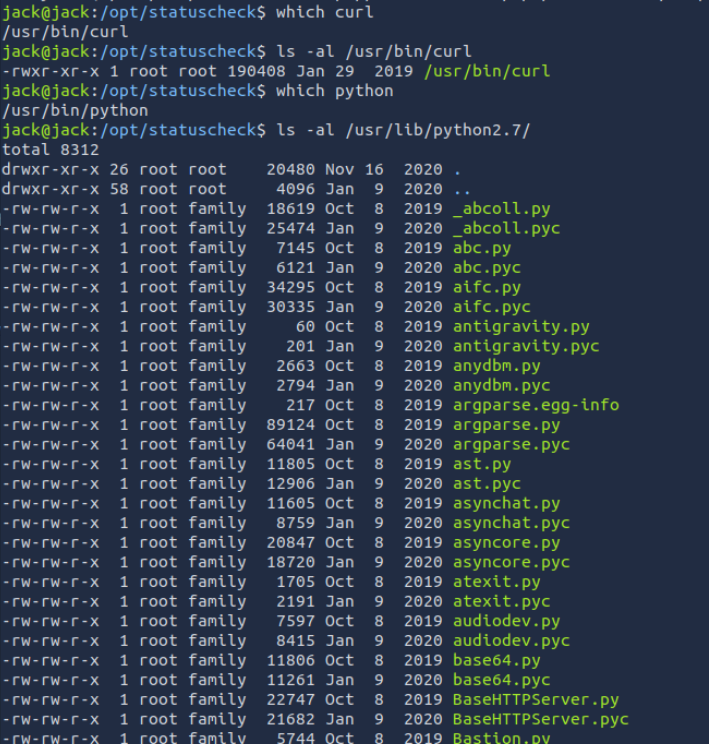 jack@jack:/opt/statuscheck$ which curl
/usr/bin/curl
jack@jack:/opt/statuscheck$ ls -al /usr/bin/curl
-rwxr-xr-x 1 root root 190408 Jan 29  2019 /usr/bin/curl
jack@jack:/opt/statuscheck$ which python
/usr/bin/python
jack@jack:/opt/statuscheck$ ls -al /usr/lib/python2.7/
total 8312
drwxr-xr-x 26 root root    20480 Nov 16  2020 .
drwxr-xr-x 58 root root     4096 Jan  9  2020 ..
-rw-rw-r-x  1 root family  18619 Oct  8  2019 _abcoll.py
-rw-rw-r-x  1 root family  25474 Jan  9  2020 _abcoll.pyc
-rw-rw-r-x  1 root family   7145 Oct  8  2019 abc.py
-rw-rw-r-x  1 root family   6121 Jan  9  2020 abc.pyc
-rw-rw-r-x  1 root family  34295 Oct  8  2019 aifc.py
-rw-rw-r-x  1 root family  30335 Jan  9  2020 aifc.pyc
-rw-rw-r-x  1 root family     60 Oct  8  2019 antigravity.py
-rw-rw-r-x  1 root family    201 Jan  9  2020 antigravity.pyc
-rw-rw-r-x  1 root family   2663 Oct  8  2019 anydbm.py
-rw-rw-r-x  1 root family   2794 Jan  9  2020 anydbm.pyc
-rw-rw-r-x  1 root family    217 Oct  8  2019 argparse.egg-info
-rw-rw-r-x  1 root family  89124 Oct  8  2019 argparse.py
-rw-rw-r-x  1 root family  64041 Jan  9  2020 argparse.pyc
-rw-rw-r-x  1 root family  11805 Oct  8  2019 ast.py
-rw-rw-r-x  1 root family  12906 Jan  9  2020 ast.pyc
-rw-rw-r-x  1 root family  11605 Oct  8  2019 asynchat.py
-rw-rw-r-x  1 root family   8759 Jan  9  2020 asynchat.pyc
-rw-rw-r-x  1 root family  20847 Oct  8  2019 asyncore.py
-rw-rw-r-x  1 root family  18720 Jan  9  2020 asyncore.pyc
-rw-rw-r-x  1 root family   1705 Oct  8  2019 atexit.py
-rw-rw-r-x  1 root family   2191 Jan  9  2020 atexit.pyc
-rw-rw-r-x  1 root family   7597 Oct  8  2019 audiodev.py
-rw-rw-r-x  1 root family   8415 Jan  9  2020 audiodev.pyc
-rw-rw-r-x  1 root family  11806 Oct  8  2019 base64.py
-rw-rw-r-x  1 root family  11261 Jan  9  2020 base64.pyc
-rw-rw-r-x  1 root family  22747 Oct  8  2019 BaseHTTPServer.py
-rw-rw-r-x  1 root family  21682 Jan  9  2020 BaseHTTPServer.pyc
-rw-rw-r-x  1 root family   5744 Oct  8  2019 Bastion.py